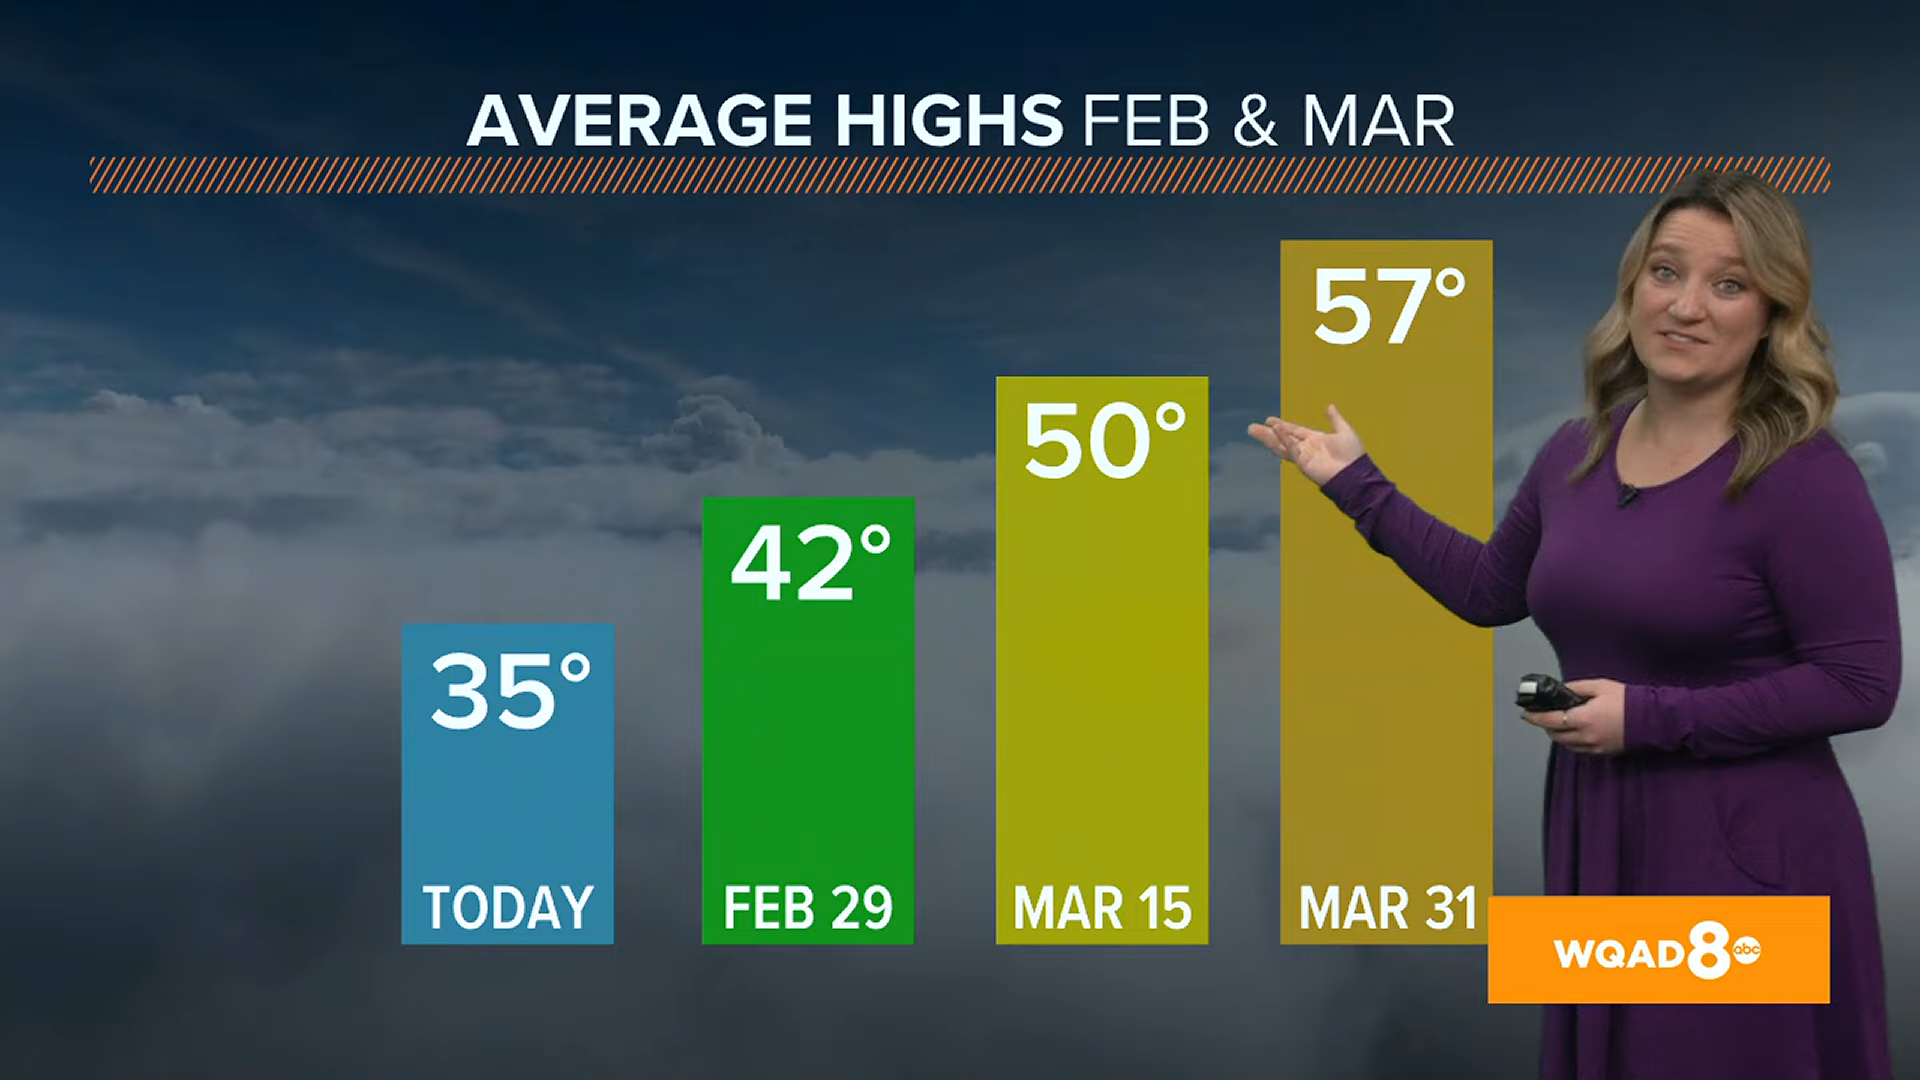 AVERAGE HIGHS FEB & MAR
57°
50°
42°
35°
TODAY
FEB 29
MAR 15
MAR 31
WQAD8 abc